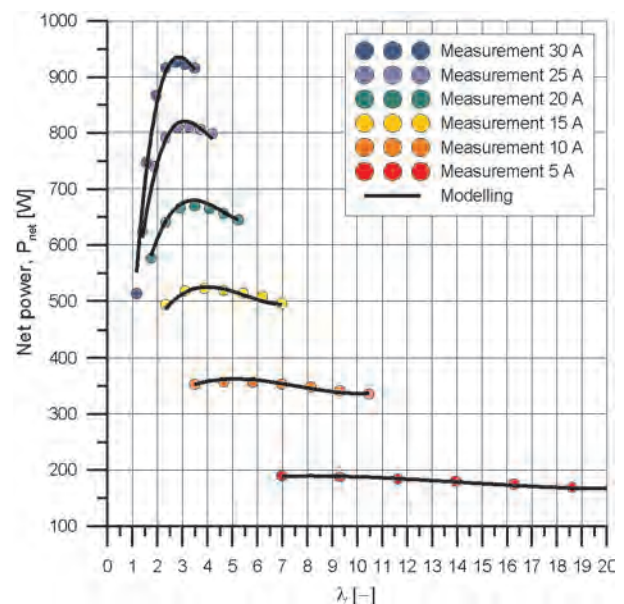 1000
900
800
700
600
500
400
300
200
100
Net power, P_net [W]
Measurement 30 A
Measurement 25 A
Measurement 20 A
Measurement 15 A
Measurement 10 A
Measurement 5 A
Modelling
0 1 2 3 4 5 6 7 8 9 10 11 12 13 14 15 16 17 18 19 20
λ [–]